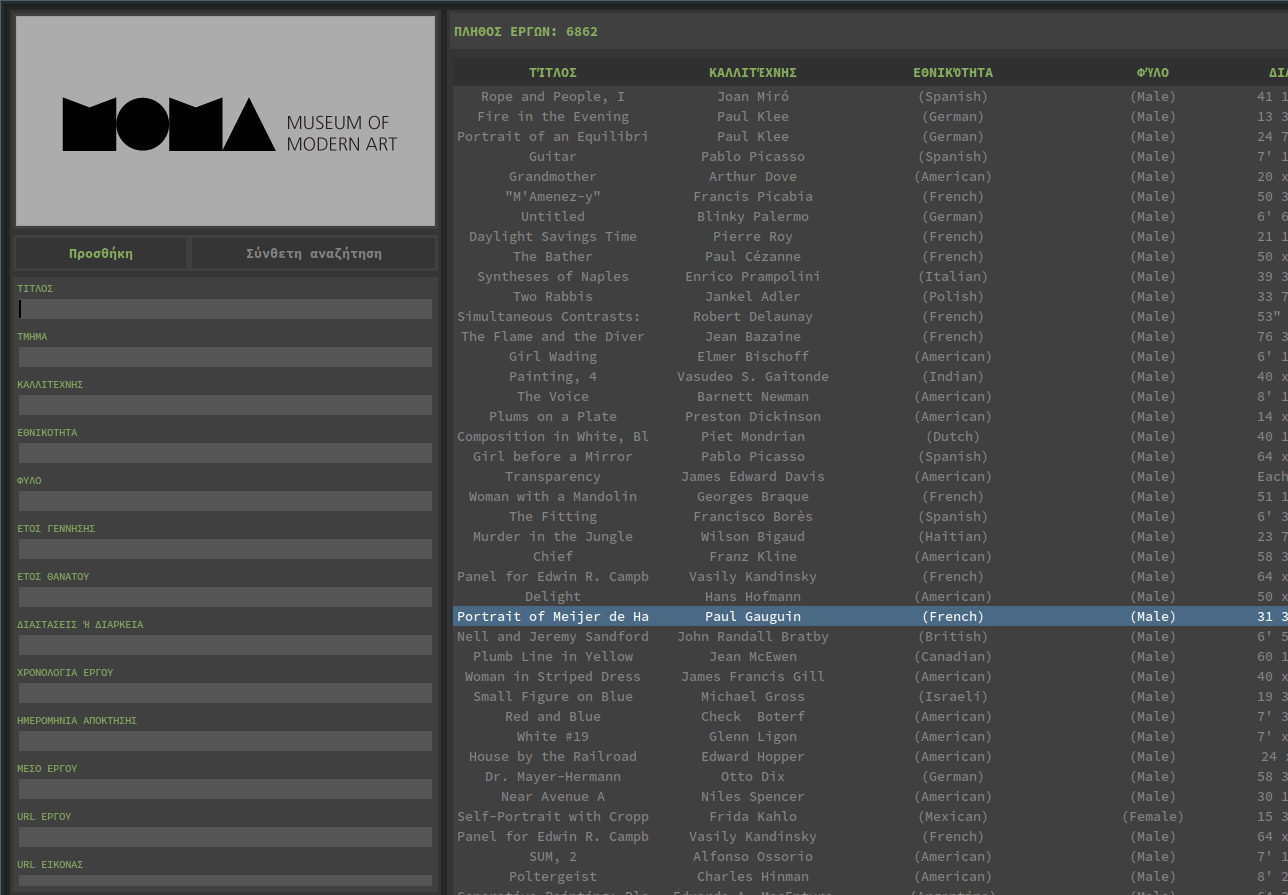 MOMA MUSEUM OF
MODERN ART
Προσθήκη Σύνθετη αναζήτηση
ΤΙΤΛΟΣ
ΤΜΗΜΑ
ΚΑΛΛΙΤΕΧΝΗΣ
ΕΘΝΙΚΟΤΗΤΑ
ΦΥΛΟ
ΕΤΟΣ ΓΕΝΝΗΣΗΣ
ΕΤΟΣ ΘΑΝΑΤΟΥ
ΔΙΑΣΤΑΣΕΙΣ Ή ΔΙΑΡΚΕΙΑ
ΧΡΟΝΟΛΟΓΙΑ ΕΡΓΟΥ
ΗΜΕΡΟΜΗΝΙΑ ΑΠΟΚΤΗΣΗΣ
ΜΕΣΟ ΕΡΓΟΥ
URL ΕΡΓΟΥ
URL ΕΙΚΟΝΑΣ
ΠΛΗΘΟΣ ΕΡΓΩΝ: 6862
ΤΊΤΛΟΣ ΚΑΛΛΙΤΈΧΝΗΣ ΕΘΝΙΚΌΤΗΤΑ ΦΎΛΟ ΔΙΑ
Rope and People, I Joan Miró (Spanish) (Male) 41 1
Fire in the Evening Paul Klee (German) (Male) 13 3
Portrait of an Equilibri Paul Klee (German) (Male) 24 7
Guitar Pablo Picasso (Spanish) (Male) 7' 1
Grandmother Arthur Dove (American) (Male) 20 x
"M'Amenez-y" Francis Picabia (French) (Male) 50 3
Untitled Blinky Palermo (German) (Male) 6' 6
Daylight Savings Time Pierre Roy (French) (Male) 21 1
The Bather Paul Cézanne (French) (Male) 50 x
Syntheses of Naples Enrico Prampolini (Italian) (Male) 39 3
Two Rabbis Jankel Adler (Polish) (Male) 33 7
Simultaneous Contrasts: Robert Delaunay (French) (Male) 53"
The Flame and the Diver Jean Bazaine (French) (Male) 76 3
Girl Wading Elmer Bischoff (American) (Male) 6' 1
Painting, 4 Vasudeo S. Gaitonde (Indian) (Male) 40 x
The Voice Barnett Newman (American) (Male) 8' 1
Plums on a Plate Preston Dickinson (American) (Male) 14 x
Composition in White, Bl Piet Mondrian (Dutch) (Male) 40 1
Girl before a Mirror Pablo Picasso (Spanish) (Male) 64 x
Transparency James Edward Davis (American) (Male) Each
Woman with a Mandolin Georges Braque (French) (Male) 51 1
The Fitting Francisco Borès (Spanish) (Male) 6' 3
Murder in the Jungle Wilson Bigaud (Haitian) (Male) 23 7
Chief Franz Kline (American) (Male) 58 3
Panel for Edwin R. Campb Vasily Kandinsky (French) (Male) 64 x
Delight Hans Hofmann (American) (Male) 50 x
Portrait of Meijer de Ha Paul Gauguin (French) (Male) 31 3
Nell and Jeremy Sandford John Randall Bratby (British) (Male) 6' 5
Plumb Line in Yellow Jean McEwen (Canadian) (Male) 60 1
Woman in Striped Dress James Francis Gill (American) (Male) 40 x
Small Figure on Blue Michael Gross (Israeli) (Male) 19 3
Red and Blue Check  Boterf (American) (Male) 7' 3
White #19 Glenn Ligon (American) (Male) 7' x
House by the Railroad Edward Hopper (American) (Male) 24
Dr. Mayer-Hermann Otto Dix (German) (Male) 58 3
Near Avenue A Niles Spencer (American) (Male) 30 1
Self-Portrait with Cropp Frida Kahlo (Mexican) (Female) 15 3
Panel for Edwin R. Campb Vasily Kandinsky (French) (Male) 64 x
SUM, 2 Alfonso Ossorio (American) (Male) 7' 1
Poltergeist Charles Hinman (American) (Male) 8' 2